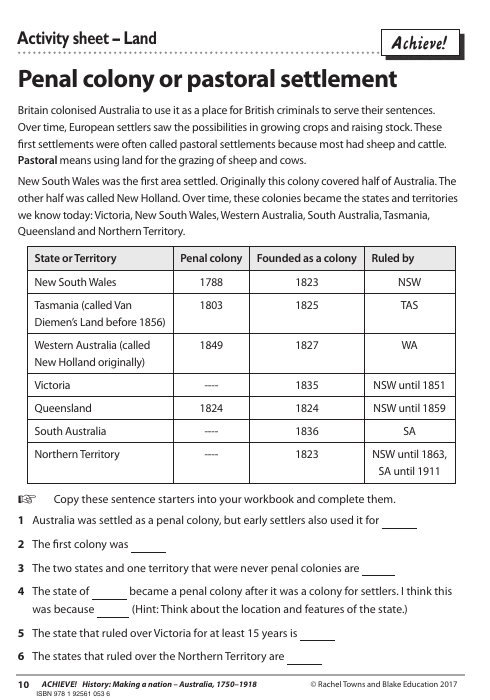 Activity sheet – Land
Achieve!
Penal colony or pastoral settlement
Britain colonised Australia to use it as a place for British criminals to serve their sentences.
Over time, European settlers saw the possibilities in growing crops and raising stock. These
first settlements were often called pastoral settlements because most had sheep and cattle.
Pastoral means using land for the grazing of sheep and cows.
New South Wales was the first area settled. Originally this colony covered half of Australia. The
other half was called New Holland. Over time, these colonies became the states and territories
we know today: Victoria, New South Wales, Western Australia, South Australia, Tasmania,
Queensland and Northern Territory.
State or Territory Penal colony Founded as a colony Ruled by
New South Wales 1788 1823 NSW
Tasmania (called Van 1803 1825 TAS
Diemen's Land before 1856)
Western Australia (called 1849 1827 WA
New Holland originally)
Victoria ---- 1835 NSW until 1851
Queensland 1824 1824 NSW until 1859
South Australia ---- 1836 SA
Northern Territory ---- 1823 NSW until 1863,
SA until 1911
Copy these sentence starters into your workbook and complete them.
1 Australia was settled as a penal colony, but early settlers also used it for ______
2 The first colony was ______
3 The two states and one territory that were never penal colonies are ______
4 The state of ______ became a penal colony after it was a colony for settlers. I think this
was because ______ (Hint: Think about the location and features of the state.)
5 The state that ruled over Victoria for at least 15 years is ______
6 The states that ruled over the Northern Territory are ______
10 ACHIEVE! History: Making a nation – Australia, 1750–1918 © Rachel Towns and Blake Education 2017
ISBN 978 1 92561 053 6